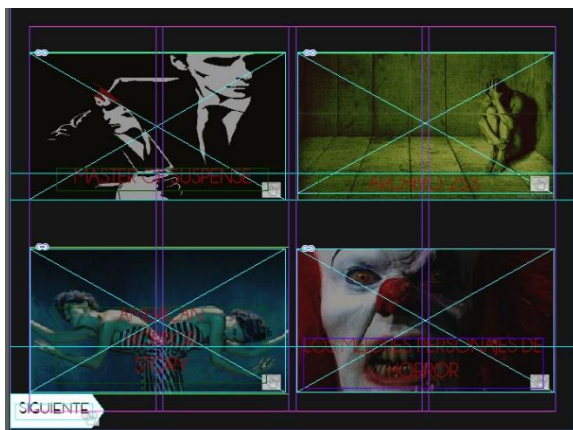 MASTER OF SUSPENSE
AMERICAN
STORY
LOS MEJORES PERSONAJES DE
HORROR
SIGUIENTE